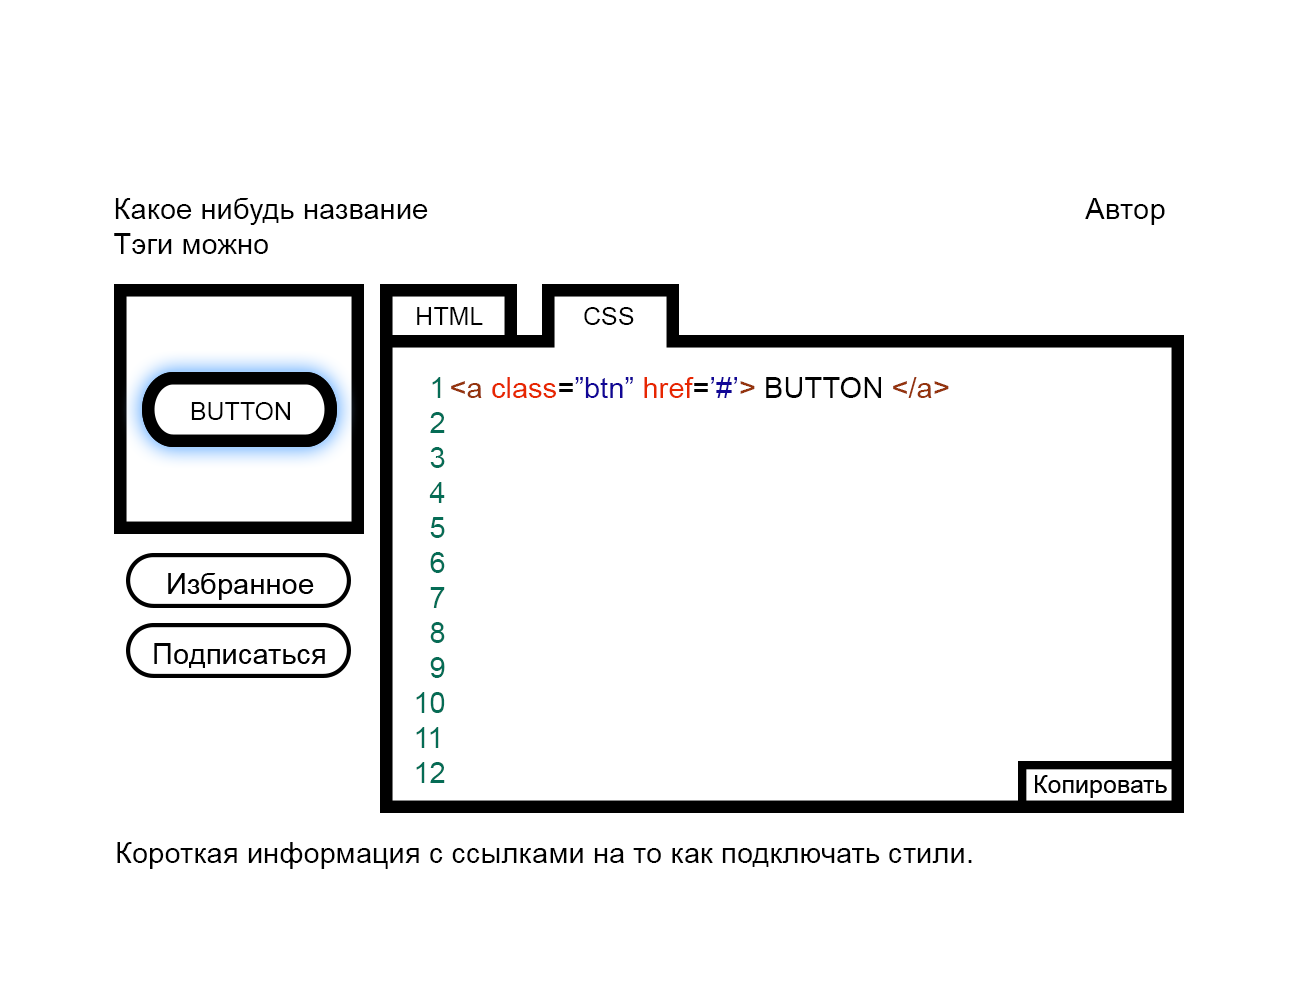 Какое нибудь название
Автор
Тэги можно
HTML
CSS
BUTTON
Избранное
Подписаться
1 <a class=”btn” href=’#’> BUTTON </a>
2
3
4
5
6
7
8
9
10
11
12
Копировать
Короткая информация с ссылками на то как подключать стили.